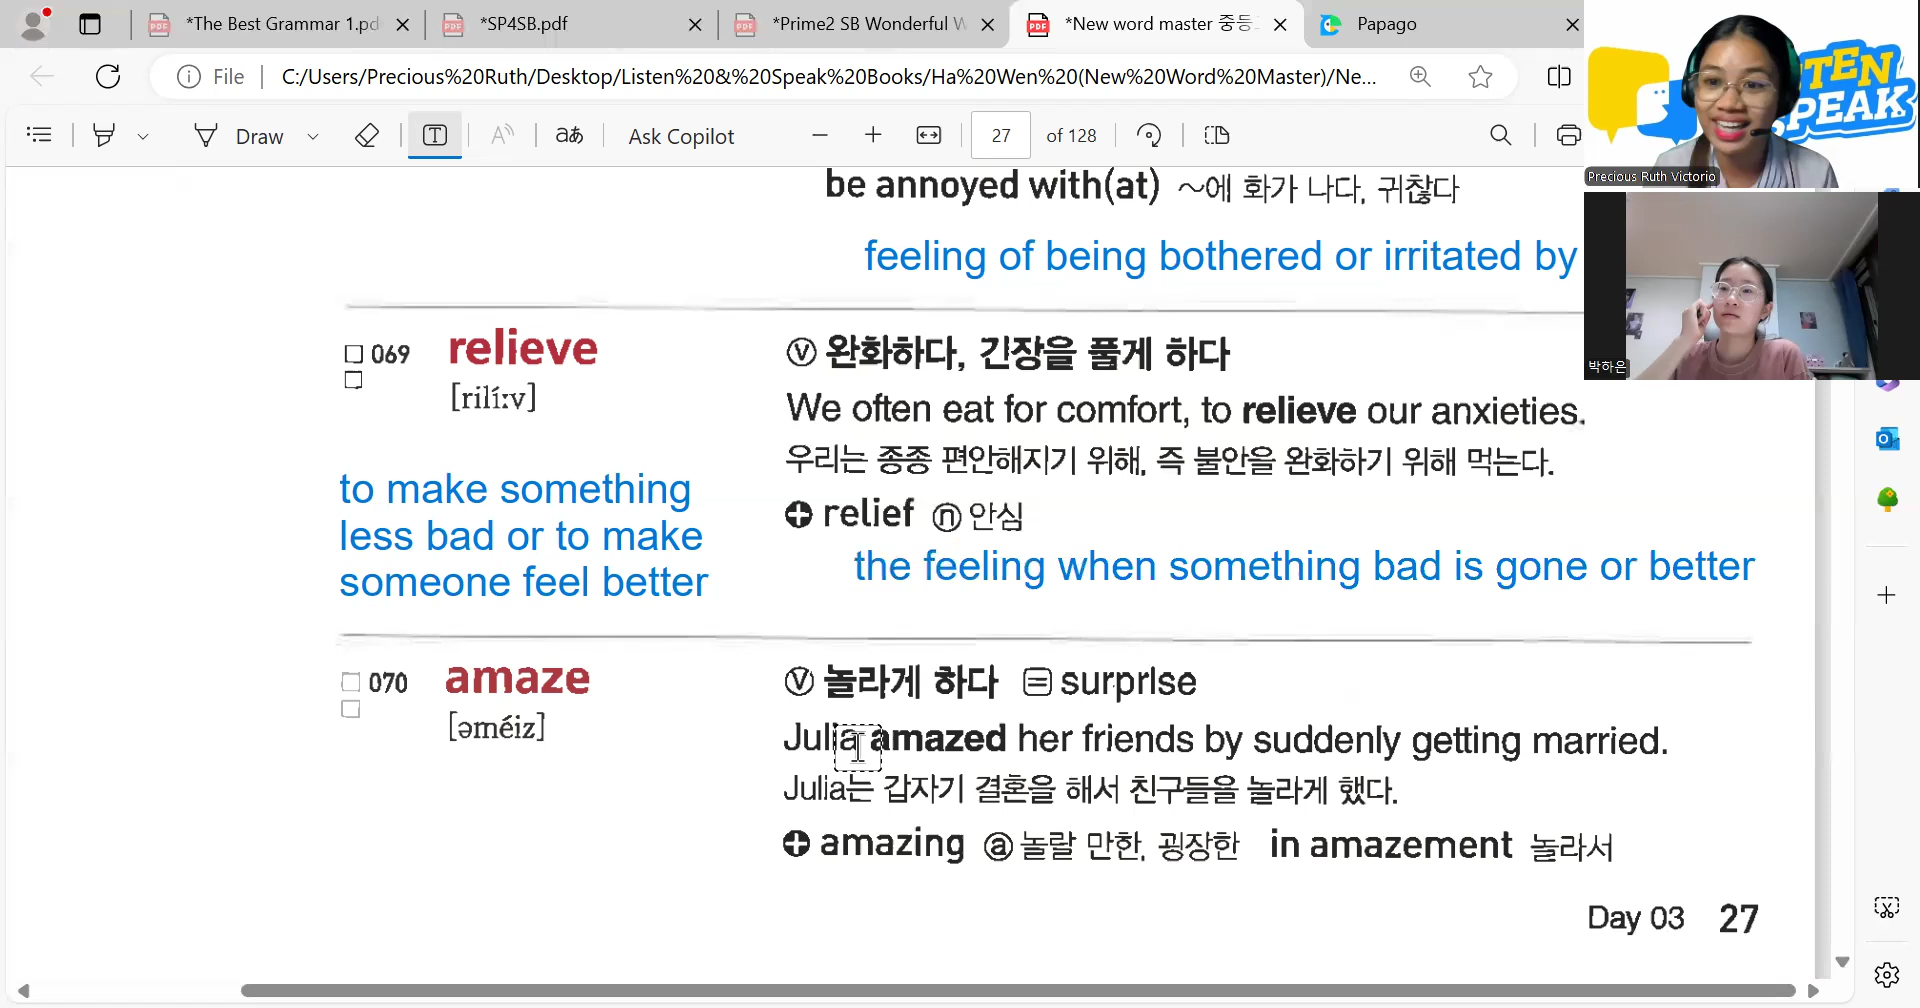 *The Best Grammar 1.pd
*SP4SB.pdf
*Prime2 SB Wonderful W
*New word master 중등
Papago
File
C:/Users/Precious%20Ruth/Desktop/Listen%20&%20Speak%20Books/Ha%20Wen%20(New%20Word%20Master)/Ne...
Draw
T
aあ
Ask Copilot
27
of 128
TEN
PEAK
Precious Ruth Victorio
박하은
be annoyed with(at) ~에 화가 나다, 귀찮다
feeling of being bothered or irritated by
069 relieve
[rilíːv]
ⓥ 완화하다, 긴장을 풀게 하다
We often eat for comfort, to relieve our anxieties.
우리는 종종 편안해지기 위해, 즉 불안을 완화하기 위해 먹는다.
relief ⓝ 안심
to make something
less bad or to make
someone feel better
the feeling when something bad is gone or better
070 amaze
[əméiz]
ⓥ 놀라게 하다 = surprise
Julia amazed her friends by suddenly getting married.
Julia는 갑자기 결혼을 해서 친구들을 놀라게 했다.
amazing ⓐ 놀랄 만한, 굉장한 in amazement 놀라서
Day 03 27